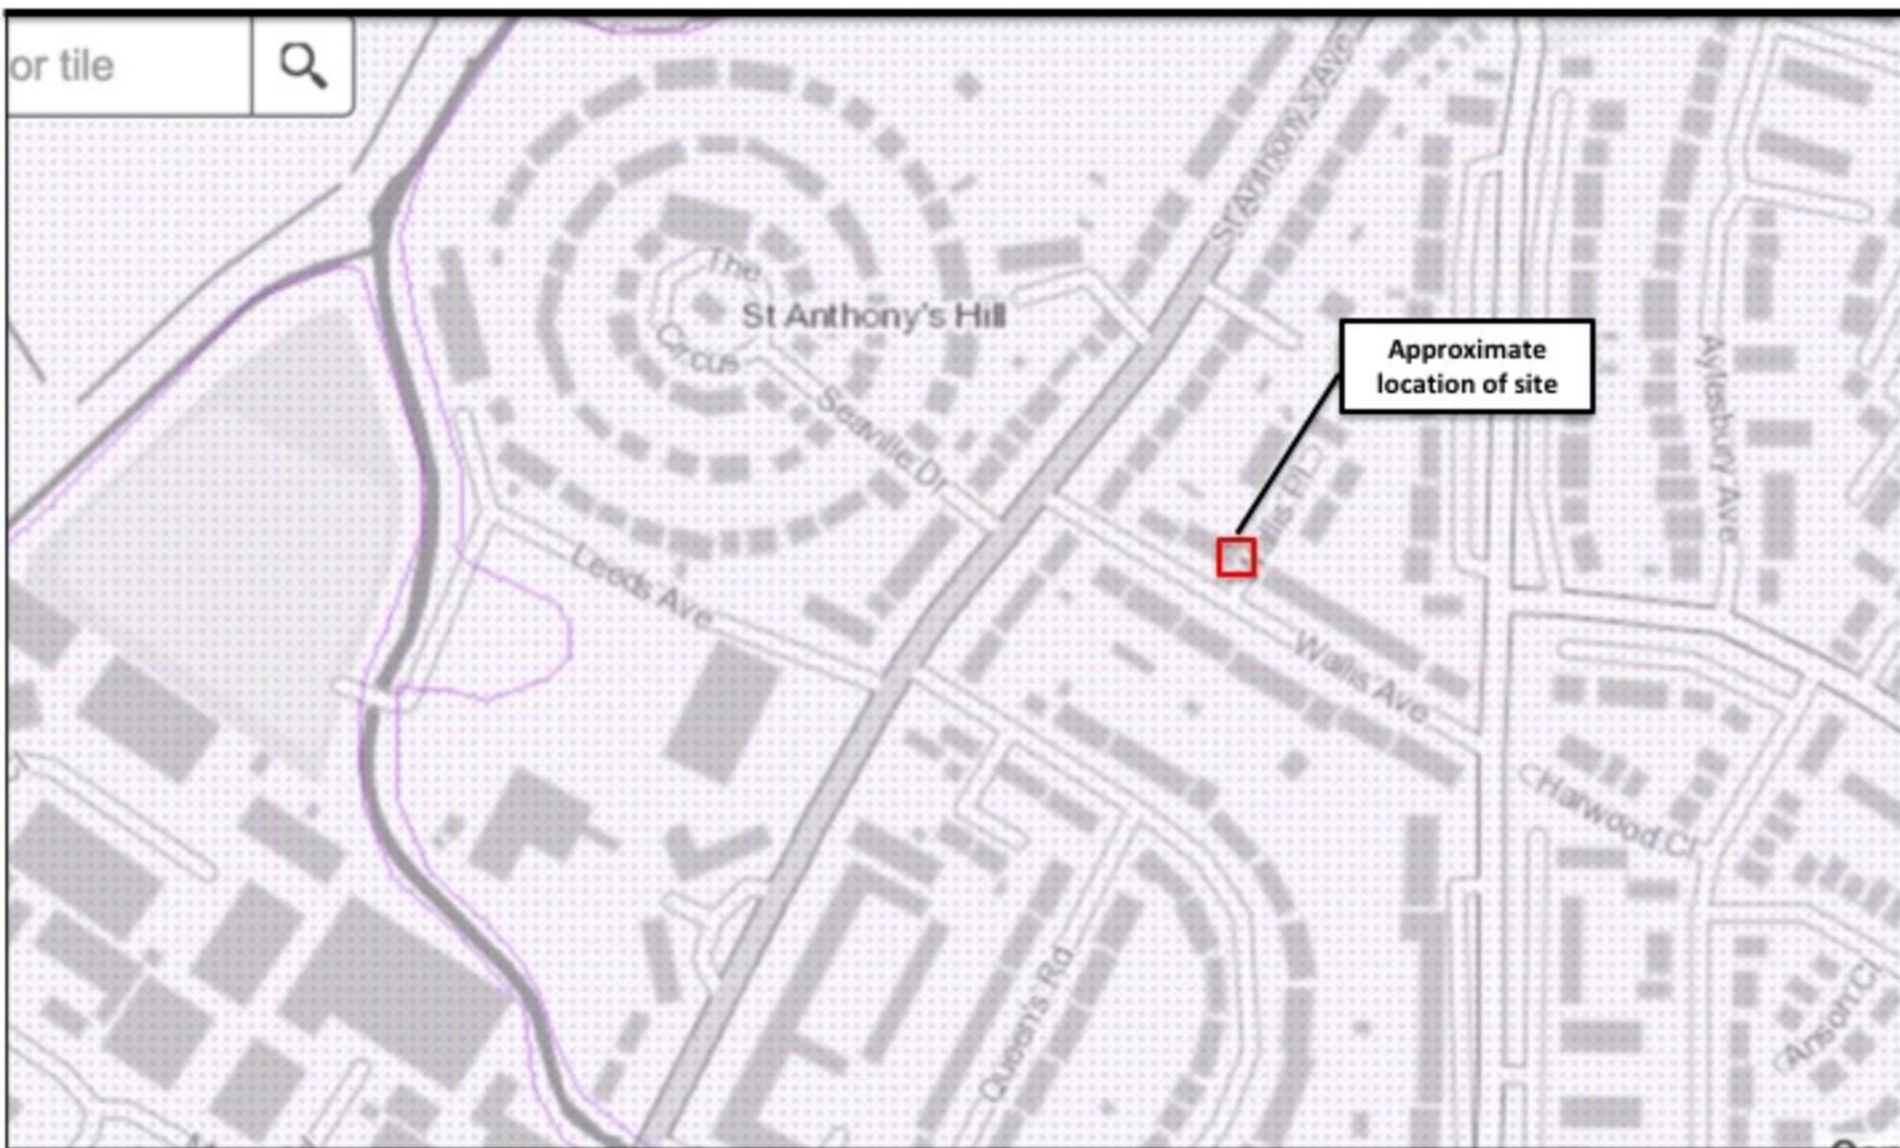 or tile
St Anthony's Ave
The
St Anthony's Hill
Circus
Approximate
location of site
Seaville Dr
Aylesbury Ave
Leeds Ave
Wallis Ave
Harwood Cl
Queen's Rd
Anson Cl